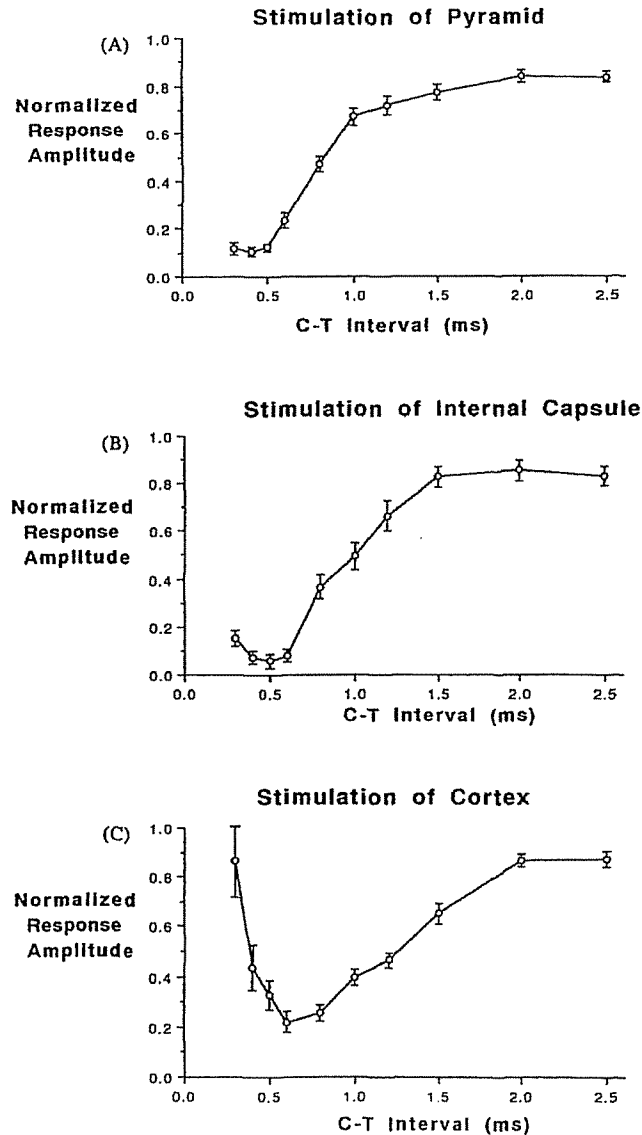 Stimulation of Pyramid
(A)
1.0
0.8
0.6
0.4
0.2
0.0
Normalized
Response
Amplitude
0.0 0.5 1.0 1.5 2.0 2.5
C-T Interval (ms)
Stimulation of Internal Capsule
(B)
1.0
0.8
0.6
0.4
0.2
0.0
Normalized
Response
Amplitude
0.0 0.5 1.0 1.5 2.0 2.5
C-T Interval (ms)
Stimulation of Cortex
(C)
1.0
0.8
0.6
0.4
0.2
0.0
Normalized
Response
Amplitude
0.0 0.5 1.0 1.5 2.0 2.5
C-T Interval (ms)